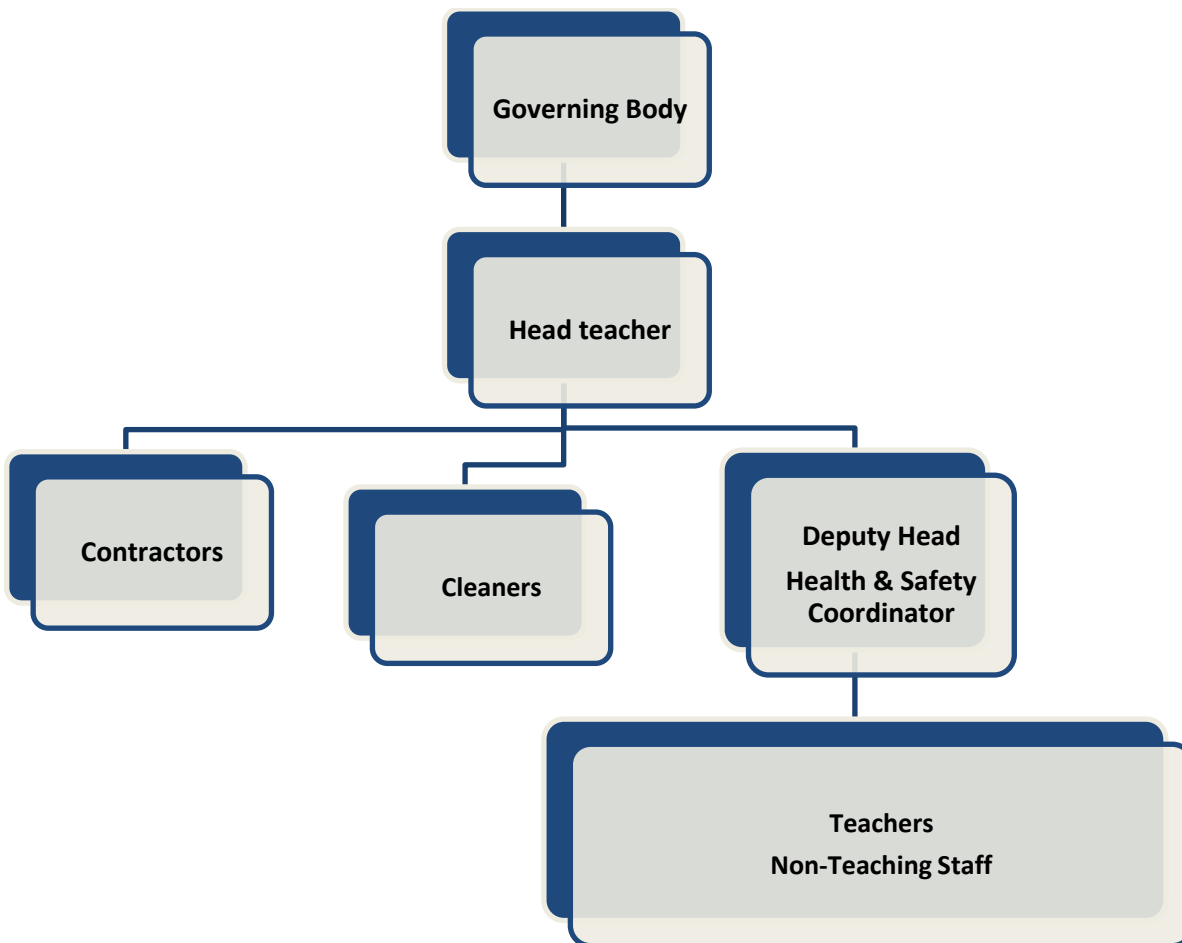 Governing Body
Head teacher
Contractors
Cleaners
Deputy Head
Health & Safety
Coordinator
Teachers
Non-Teaching Staff